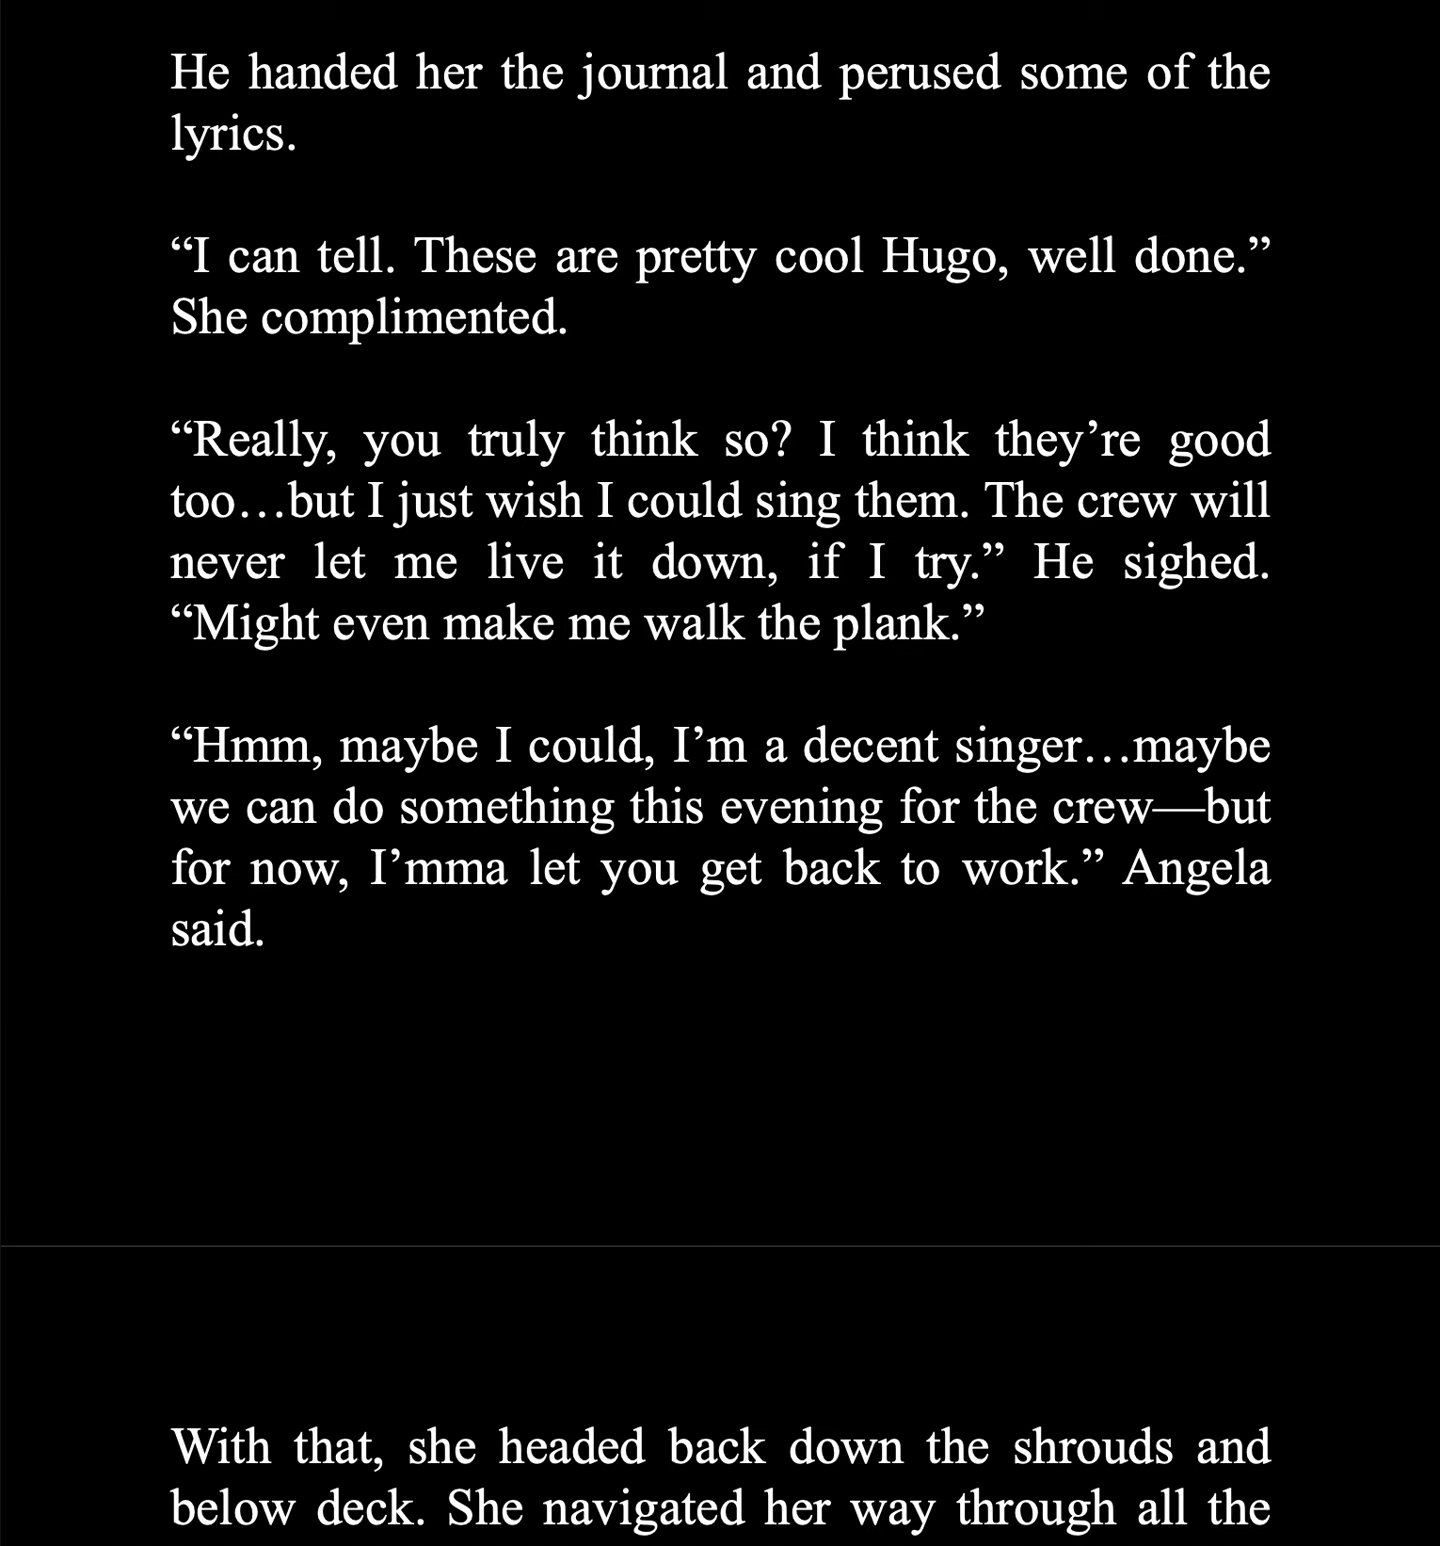 He handed her the journal and perused some of the
lyrics.
“I can tell. These are pretty cool Hugo, well done.”
She complimented.
“Really, you truly think so? I think they’re good
too…but I just wish I could sing them. The crew will
never let me live it down, if I try.” He sighed.
“Might even make me walk the plank.”
“Hmm, maybe I could, I’m a decent singer…maybe
we can do something this evening for the crew—but
for now, I’mma let you get back to work.” Angela
said.
With that, she headed back down the shrouds and
below deck. She navigated her way through all the